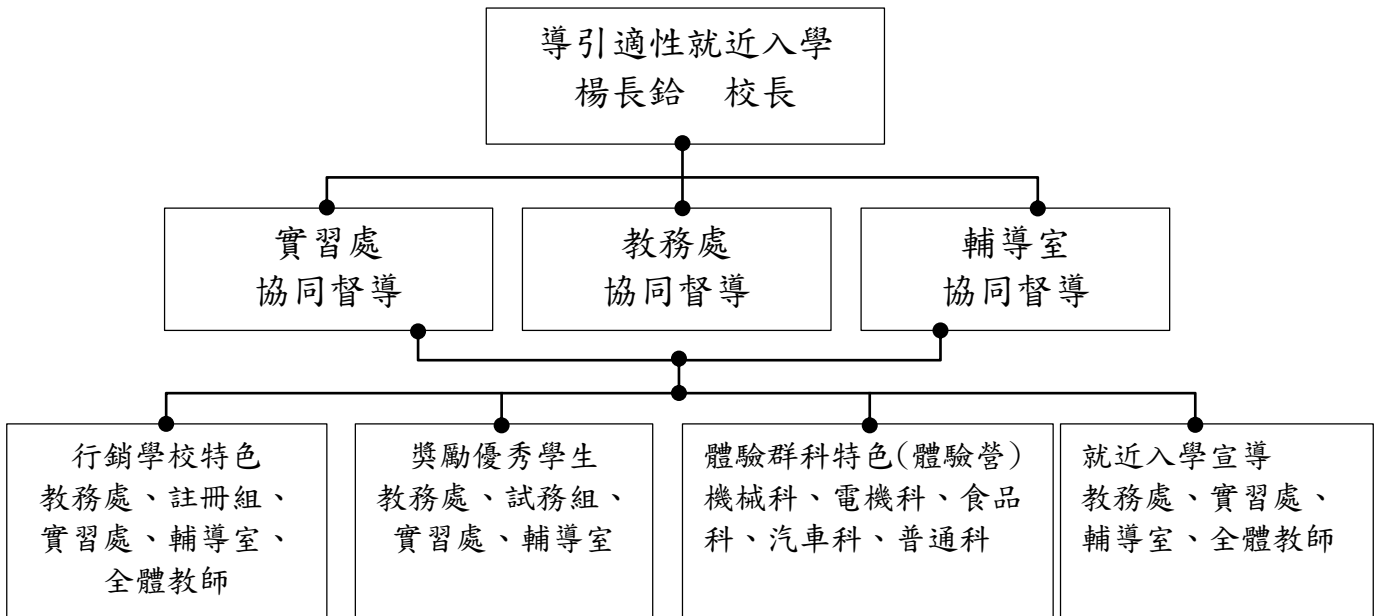 導引適性就近入學
楊長鉿　校長
實習處
協同督導
教務處
協同督導
輔導室
協同督導
行銷學校特色
教務處、註冊組、
實習處、輔導室、
全體教師
獎勵優秀學生
教務處、試務組、
實習處、輔導室
體驗群科特色(體驗營)
機械科、電機科、食品
科、汽車科、普通科
就近入學宣導
教務處、實習處、
輔導室、全體教師